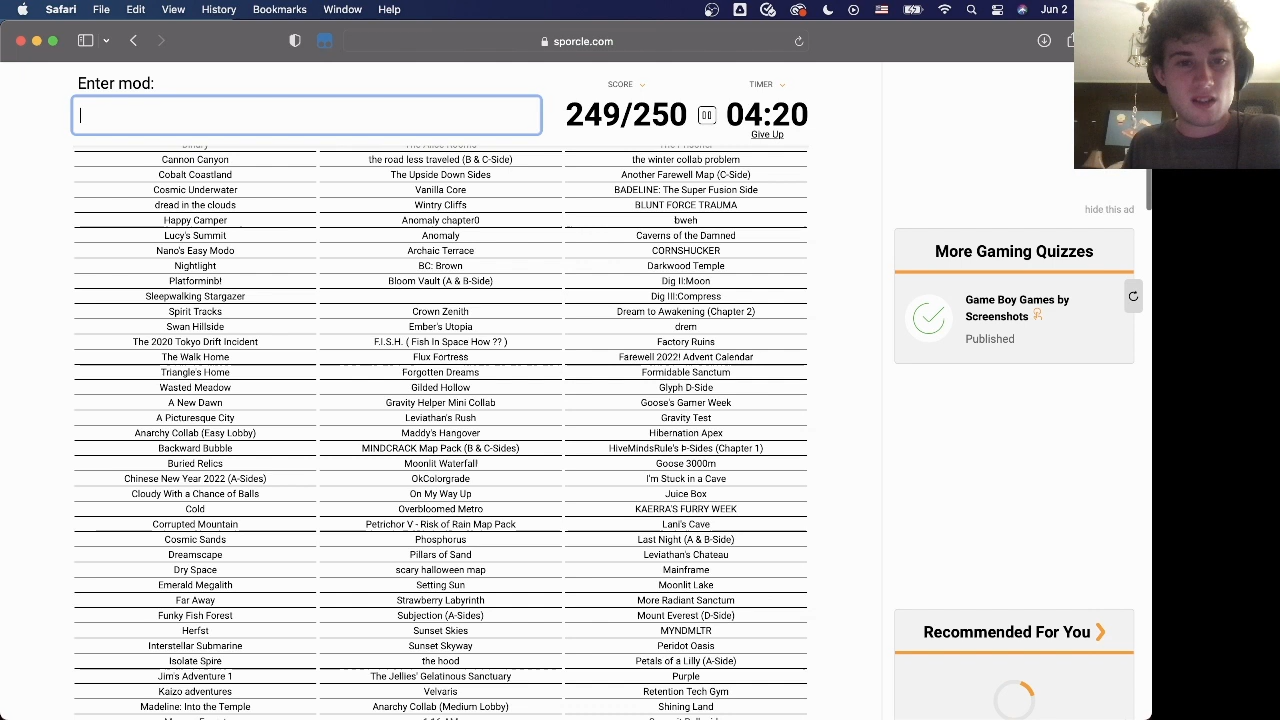 Safari File Edit View History Bookmarks Window Help Jun 2
sporcle.com
Enter mod:
SCORE TIMER
249/250 04:20
Give Up
Cannon Canyon the road less traveled (B & C-Side) the winter collab problem
Cobalt Coastland The Upside Down Sides Another Farewell Map (C-Side)
Cosmic Underwater Vanilla Core BADELINE: The Super Fusion Side
dread in the clouds Wintry Cliffs BLUNT FORCE TRAUMA
Happy Camper Anomaly chapter0 bweh
Lucy's Summit Anomaly Caverns of the Damned
Nano's Easy Modo Archaic Terrace CORNSHUCKER
Nightlight BC: Brown Darkwood Temple
Platforminb! Bloom Vault (A & B-Side) Dig II:Moon
Sleepwalking Stargazer Dig III:Compress
Spirit Tracks Crown Zenith Dream to Awakening (Chapter 2)
Swan Hillside Ember's Utopia drem
The 2020 Tokyo Drift Incident F.I.S.H. ( Fish In Space How ?? ) Factory Ruins
The Walk Home Flux Fortress Farewell 2022! Advent Calendar
Triangle's Home Forgotten Dreams Formidable Sanctum
Wasted Meadow Gilded Hollow Glyph D-Side
A New Dawn Gravity Helper Mini Collab Goose's Gamer Week
A Picturesque City Leviathan's Rush Gravity Test
Anarchy Collab (Easy Lobby) Maddy's Hangover Hibernation Apex
Backward Bubble MINDCRACK Map Pack (B & C-Sides) HiveMindsRule's Þ-Sides (Chapter 1)
Buried Relics Moonlit Waterfall Goose 3000m
Chinese New Year 2022 (A-Sides) OkColorgrade I'm Stuck in a Cave
Cloudy With a Chance of Balls On My Way Up Juice Box
Cold Overbloomed Metro KAERRA'S FURRY WEEK
Corrupted Mountain Petrichor V - Risk of Rain Map Pack Lani's Cave
Cosmic Sands Phosphorus Last Night (A & B-Side)
Dreamscape Pillars of Sand Leviathan's Chateau
Dry Space scary halloween map Mainframe
Emerald Megalith Setting Sun Moonlit Lake
Far Away Strawberry Labyrinth More Radiant Sanctum
Funky Fish Forest Subjection (A-Sides) Mount Everest (D-Side)
Herfst Sunset Skies MYNDMLTR
Interstellar Submarine Sunset Skyway Peridot Oasis
Isolate Spire the hood Petals of a Lilly (A-Side)
Jim's Adventure 1 The Jellies' Gelatinous Sanctuary Purple
Kaizo adventures Velvaris Retention Tech Gym
Madeline: Into the Temple Anarchy Collab (Medium Lobby) Shining Land
hide this ad
More Gaming Quizzes
Game Boy Games by
Screenshots
Published
Recommended For You